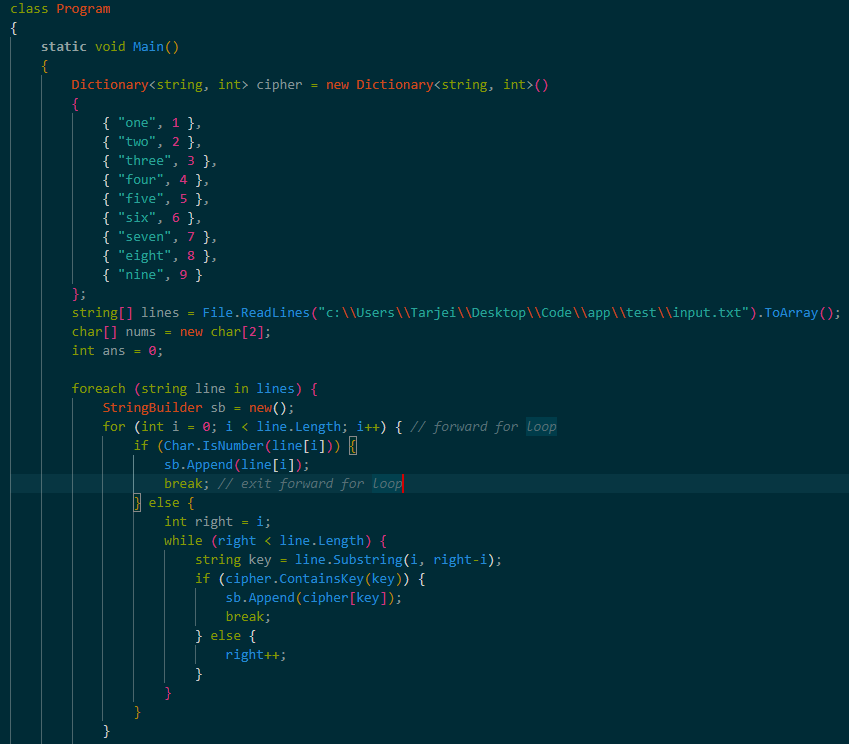 class Program
{
    static void Main()
    {
        Dictionary<string, int> cipher = new Dictionary<string, int>()
        {
            { "one", 1 },
            { "two", 2 },
            { "three", 3 },
            { "four", 4 },
            { "five", 5 },
            { "six", 6 },
            { "seven", 7 },
            { "eight", 8 },
            { "nine", 9 }
        };
        string[] lines = File.ReadLines("c:\\Users\\Tarjei\\Desktop\\Code\\app\\test\\input.txt").ToArray();
        char[] nums = new char[2];
        int ans = 0;

        foreach (string line in lines) {
            StringBuilder sb = new();
            for (int i = 0; i < line.Length; i++) { // forward for loop
                if (Char.IsNumber(line[i])) {
                    sb.Append(line[i]);
                    break; // exit forward for loop
                } else {
                    int right = i;
                    while (right < line.Length) {
                        string key = line.Substring(i, right-i);
                        if (cipher.ContainsKey(key)) {
                            sb.Append(cipher[key]);
                            break;
                        } else {
                            right++;
                        }
                    }
                }
            }